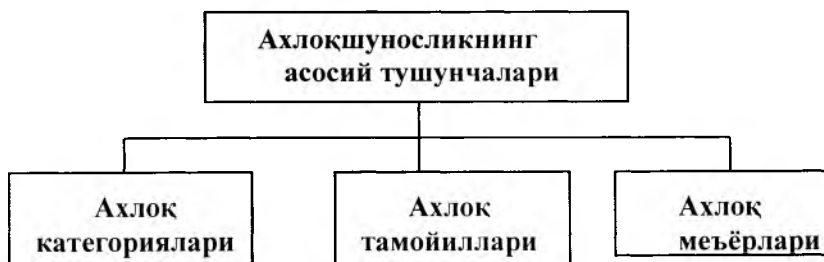 Ахлоқшуносликнинг
асосий тушунчалари
Ахлоқ
категориялари
Ахлоқ
тамойиллари
Ахлоқ
меъёрлари